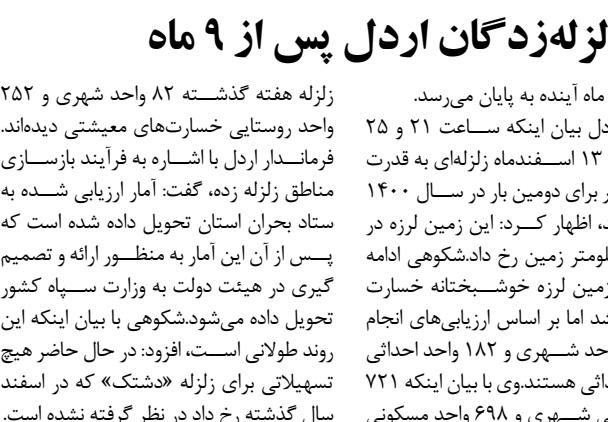 لزله‌زدگان اردل پس از ۹ ماه
ماه آینده به پایان می‌رسد.
دل بیان اینکه ساعت ۲۱ و ۲۵
۱۳ اسفندماه زلزله‌ای به قدرت
برای دومین بار در سال ۱۴۰۰
اظهار کرد: این زمین لرزه در
لومتر زمین رخ داد.شکوهی ادامه
زمین لرزه خوشبختانه خسارت
شد اما بر اساس ارزیابی‌های انجام
حد شهری و ۱۸۲ واحد احداثی
داثی هستند.وی با بیان اینکه ۷۲۱
شهری و ۶۹۸ واحد مسکونی
زلزله هفته گذشته ۸۲ واحد شهری و ۲۵۲
واحد روستایی خسارت‌های معیشتی دیده‌اند.
فرماندار اردل با اشاره به فرآیند بازسازی
مناطق زلزله زده، گفت: آمار ارزیابی شده به
ستاد بحران استان تحویل داده شده است که
پس از آن این آمار به منظور ارائه و تصمیم
گیری در هیئت دولت به وزارت سپاه کشور
تحویل داده می‌شود.شکوهی با بیان اینکه این
روند طولانی است، افزود: در حال حاضر هیچ
تسهیلاتی برای زلزله «دشتک» که در اسفند
سال گذشته رخ داد در نظر گرفته نشده است.